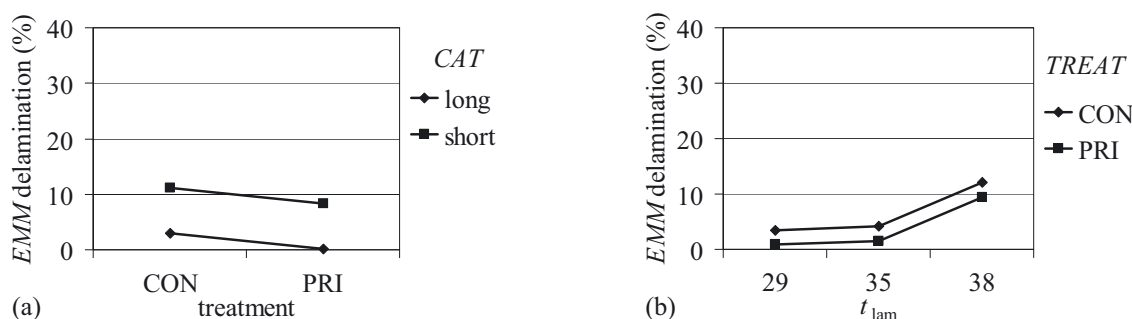 40
30
20
10
0
EMM delamination (%)
CON PRI
treatment
(a)
CAT
long
short
40
30
20
10
0
EMM delamination (%)
29 35 38
t lam
(b)
TREAT
CON
PRI